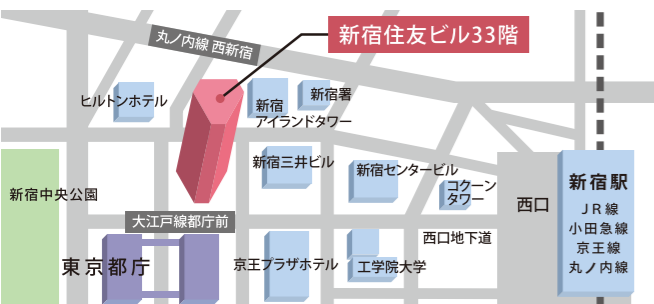 丸ノ内線 西新宿
新宿住友ビル33階
ヒルトンホテル
新宿
アイランドタワー
新宿署
新宿三井ビル
新宿センタービル
コクーン
タワー
新宿中央公園
大江戸線都庁前
東京都庁
京王プラザホテル
工学院大学
西口地下道
西口
新宿駅
JR線
小田急線
京王線
丸ノ内線